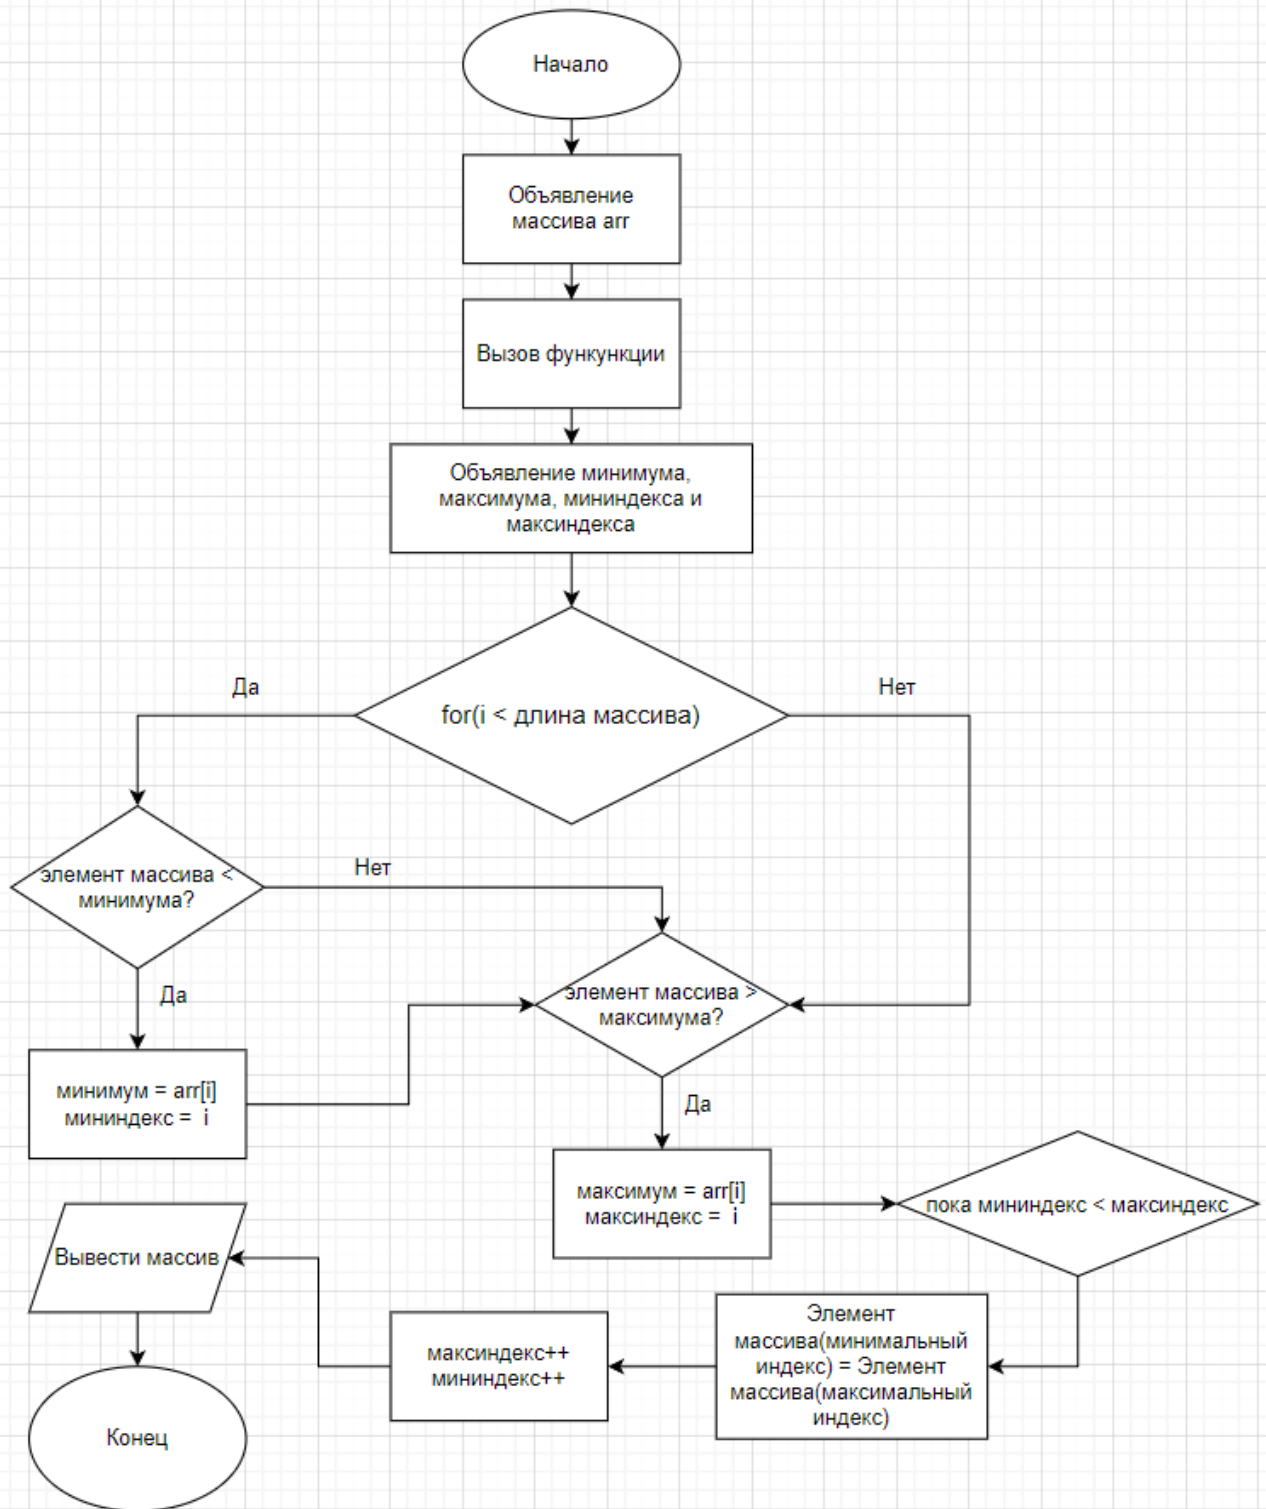 Начало
Объявление
массива arr
Вызов функункции
Объявление минимума,
максимума, мининдекса и
максиндекса
for(i < длина массива)
Да
Нет
элемент массива <
минимума?
Нет
Да
элемент массива >
максимума?
минимум = arr[i]
мининдекс = i
Да
максимум = arr[i]
максиндекс = i
пока мининдекс < максиндекс
Вывести массив
Элемент
массива(минимальный
индекс) = Элемент
массива(максимальный
индекс)
максиндекс++
мининдекс++
Конец